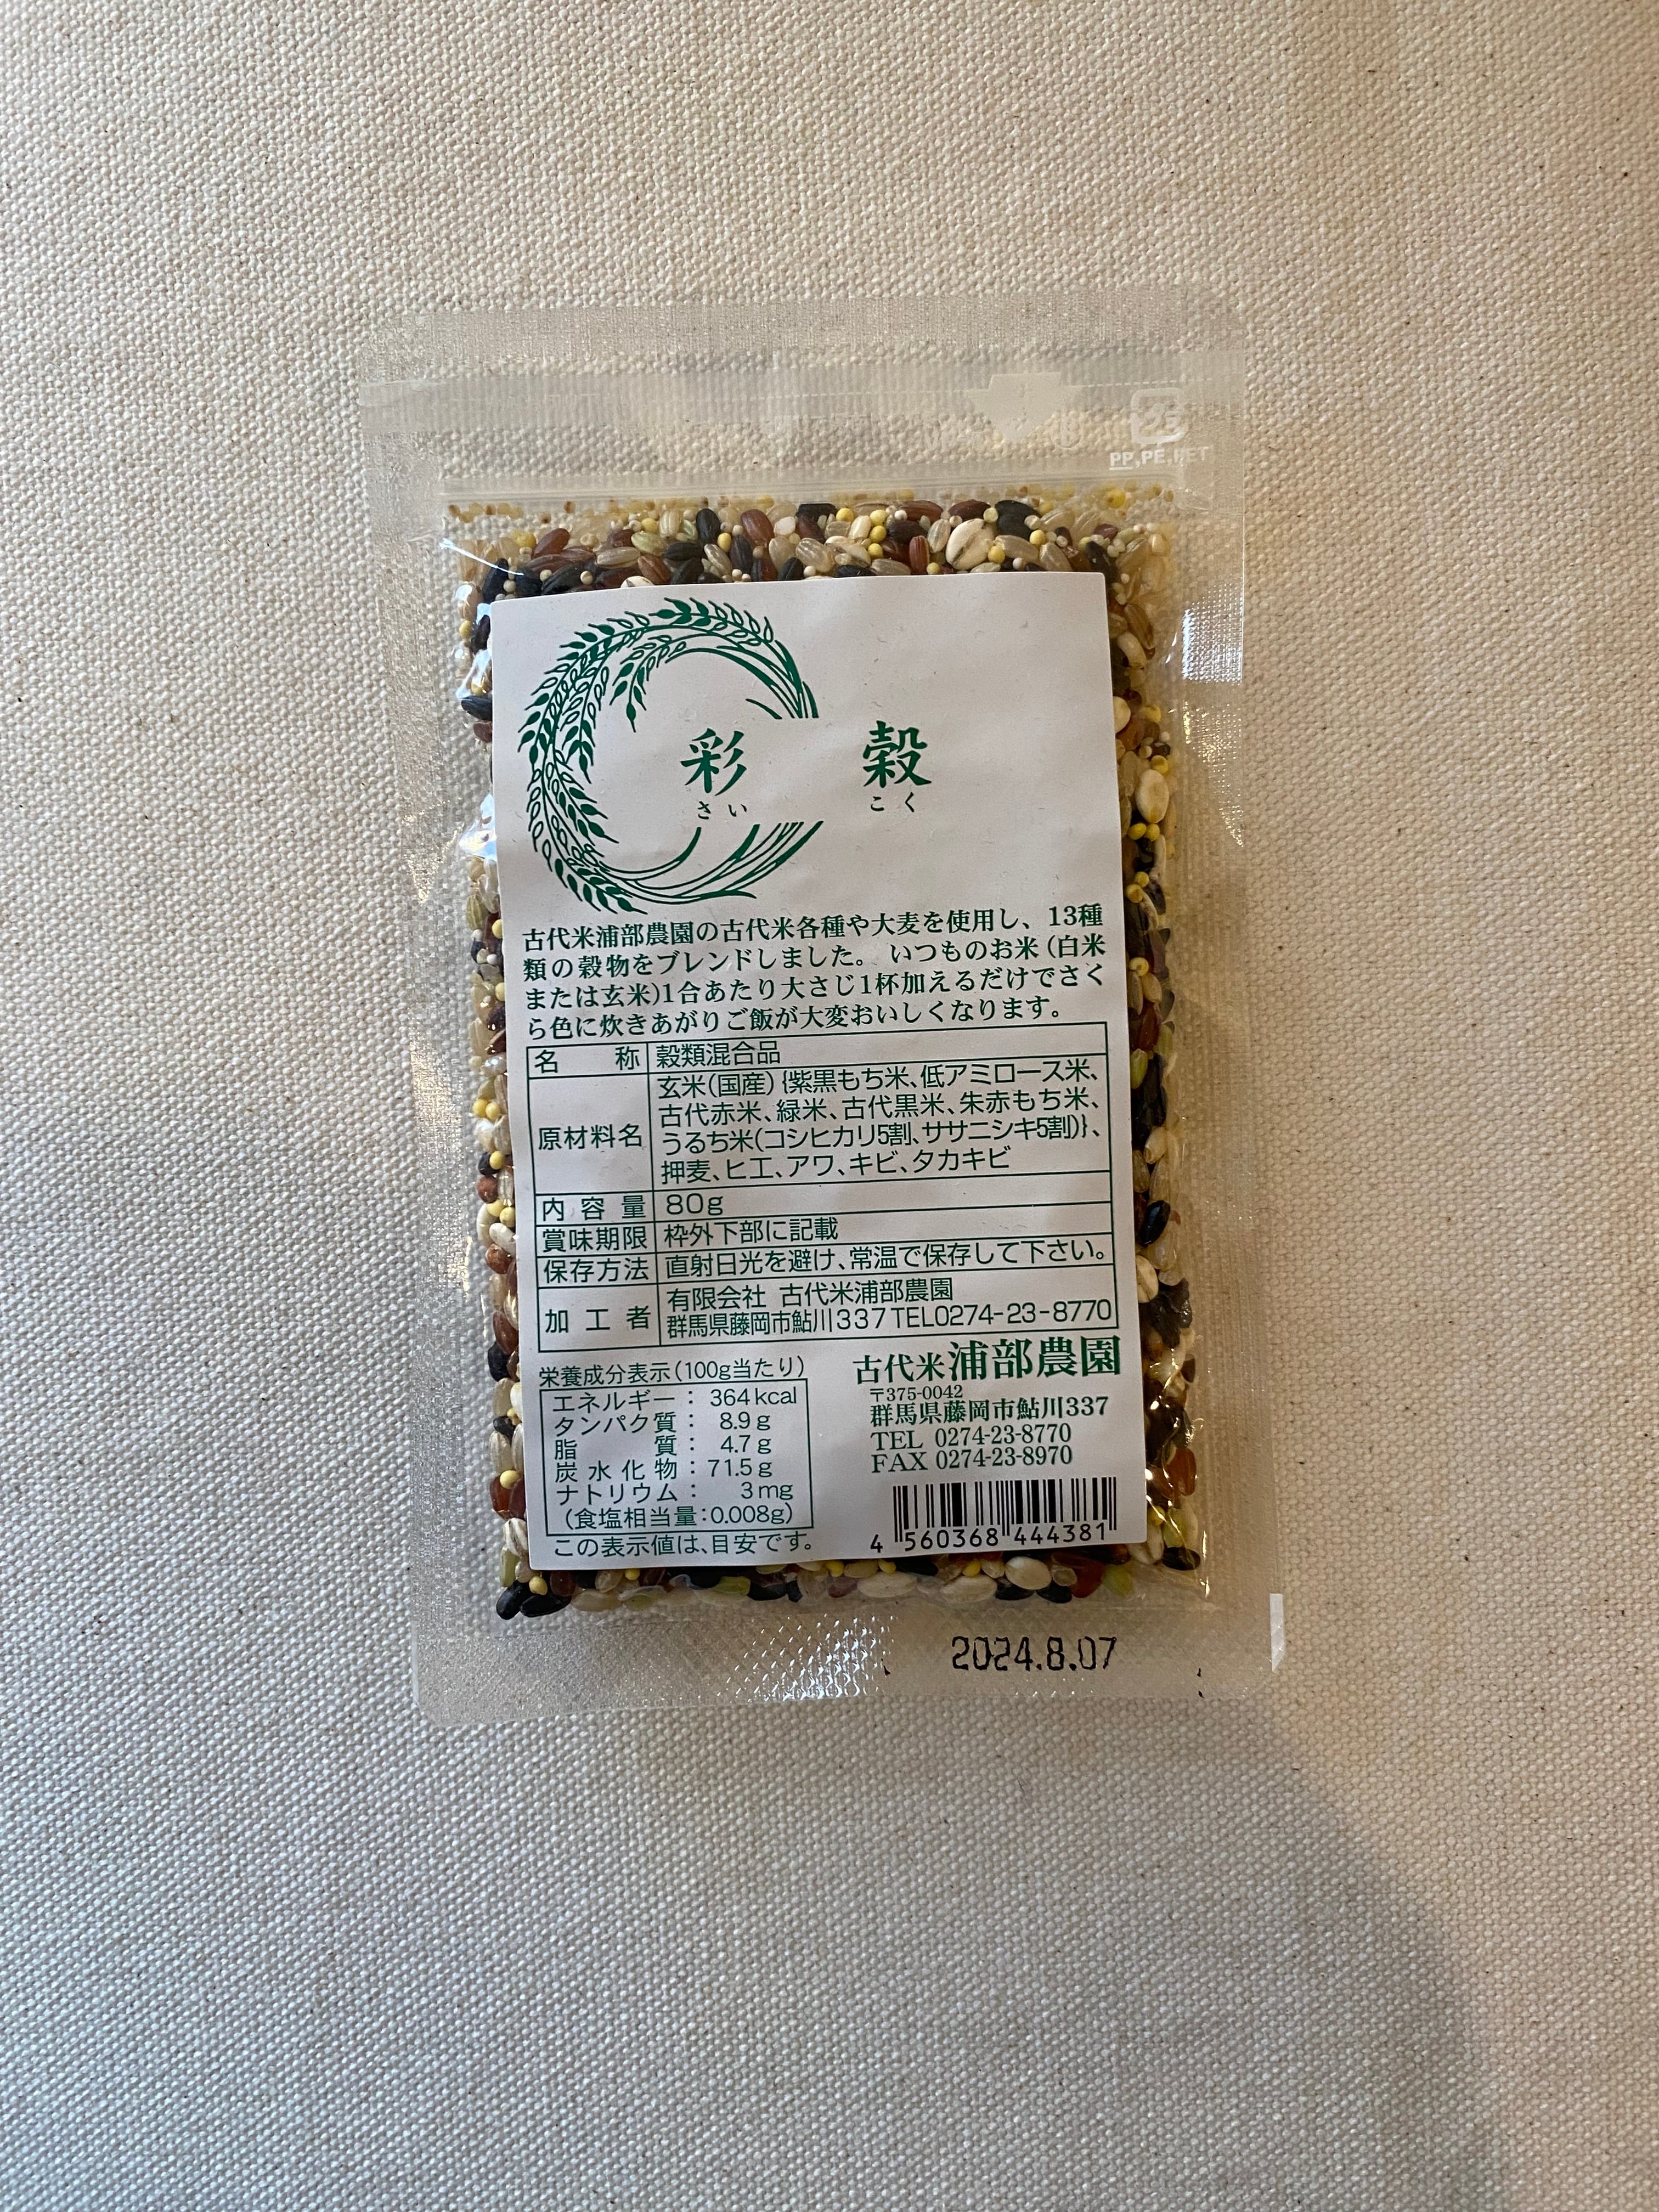 PP,PE,PET
彩 穀
さい こく
古代米浦部農園の古代米各種や大麦を使用し、13種
類の穀物をブレンドしました。いつものお米(白米
または玄米)1合あたり大さじ1杯加えるだけでさく
ら色に炊きあがりご飯が大変おいしくなります。
名称 穀類混合品
原材料名 玄米(国産){紫黒もち米、低アミロース米、
古代赤米、緑米、古代黒米、朱赤もち米、
うるち米(コシヒカリ5割、ササニシキ5割)}、
押麦、ヒエ、アワ、キビ、タカキビ
内容量 80g
賞味期限 枠外下部に記載
保存方法 直射日光を避け、常温で保存して下さい。
加工者 有限会社 古代米浦部農園
群馬県藤岡市鮎川337 TEL0274-23-8770
栄養成分表示(100g当たり)
エネルギー: 364kcal
タンパク質: 8.9g
脂質: 4.7g
炭水化物: 71.5g
ナトリウム: 3mg
(食塩相当量:0.008g)
この表示値は、目安です。
古代米浦部農園
〒375-0042
群馬県藤岡市鮎川337
TEL 0274-23-8770
FAX 0274-23-8970
4 560368 444381
2024.8.07